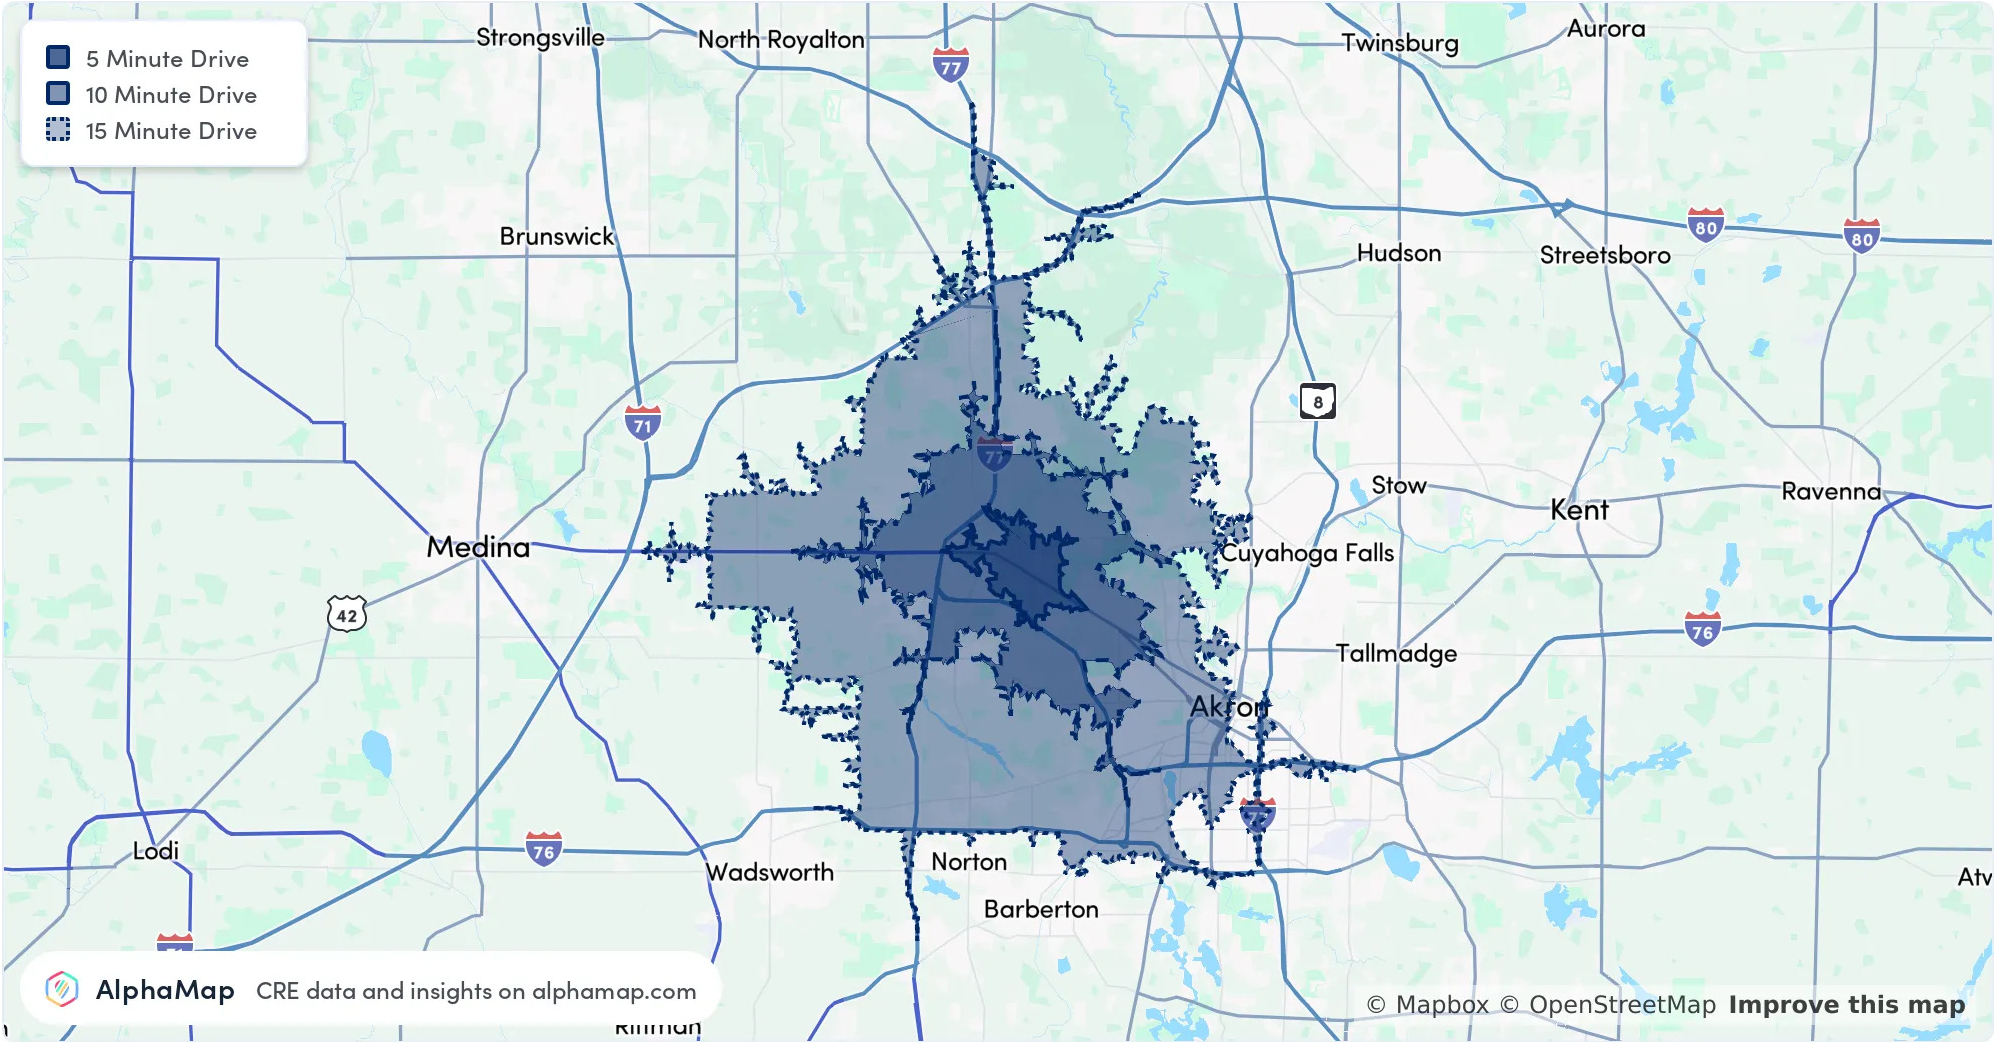 5 Minute Drive
10 Minute Drive
15 Minute Drive
Strongsville
North Royalton
77
Twinsburg
Aurora
Brunswick
Hudson
Streetsboro
80
80
71
8
77
Medina
Stow
Kent
Ravenna
Cuyahoga Falls
42
76
Tallmadge
Akron
77
Lodi
76
Wadsworth
Norton
Barberton
71
AlphaMap CRE data and insights on alphamap.com
Rittman
© Mapbox © OpenStreetMap Improve this map